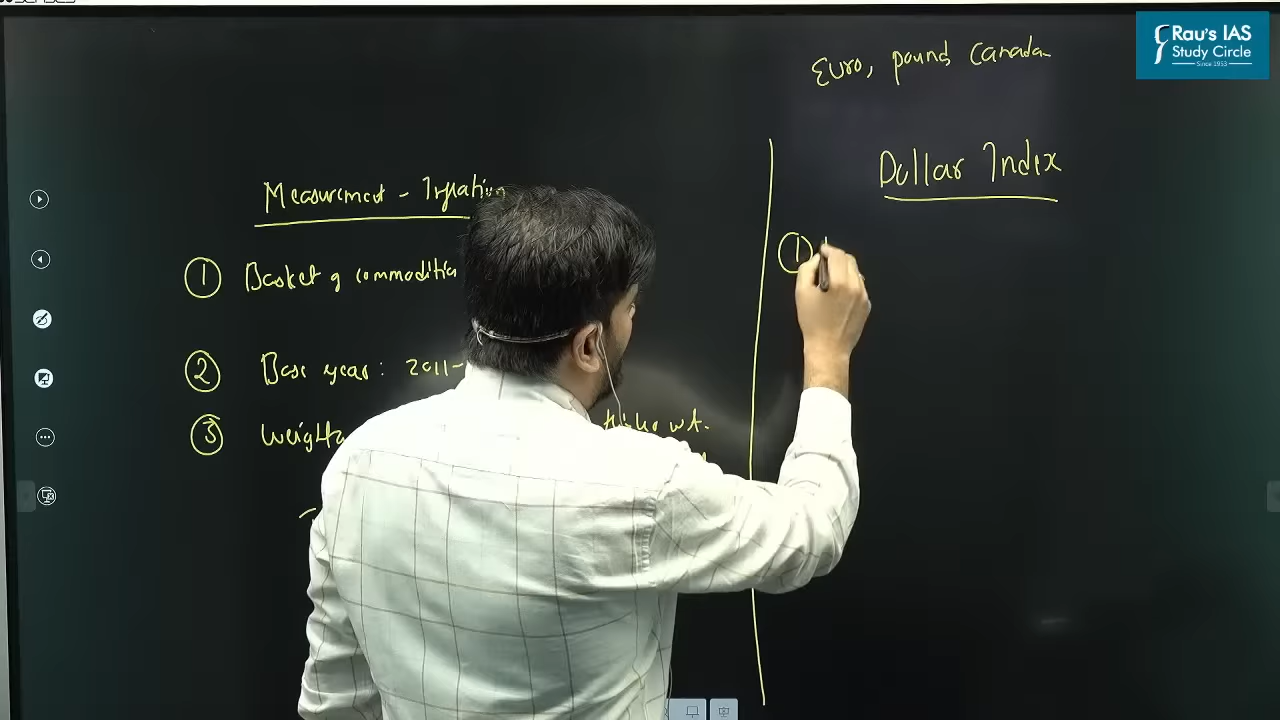 Rau's IAS
Study Circle
Since 1953
Euro, pound Canada
Dollar Index
Measurement - Inflation
① Basket of commodities
② Base year: 2011-
③ Weighta
wt.
①